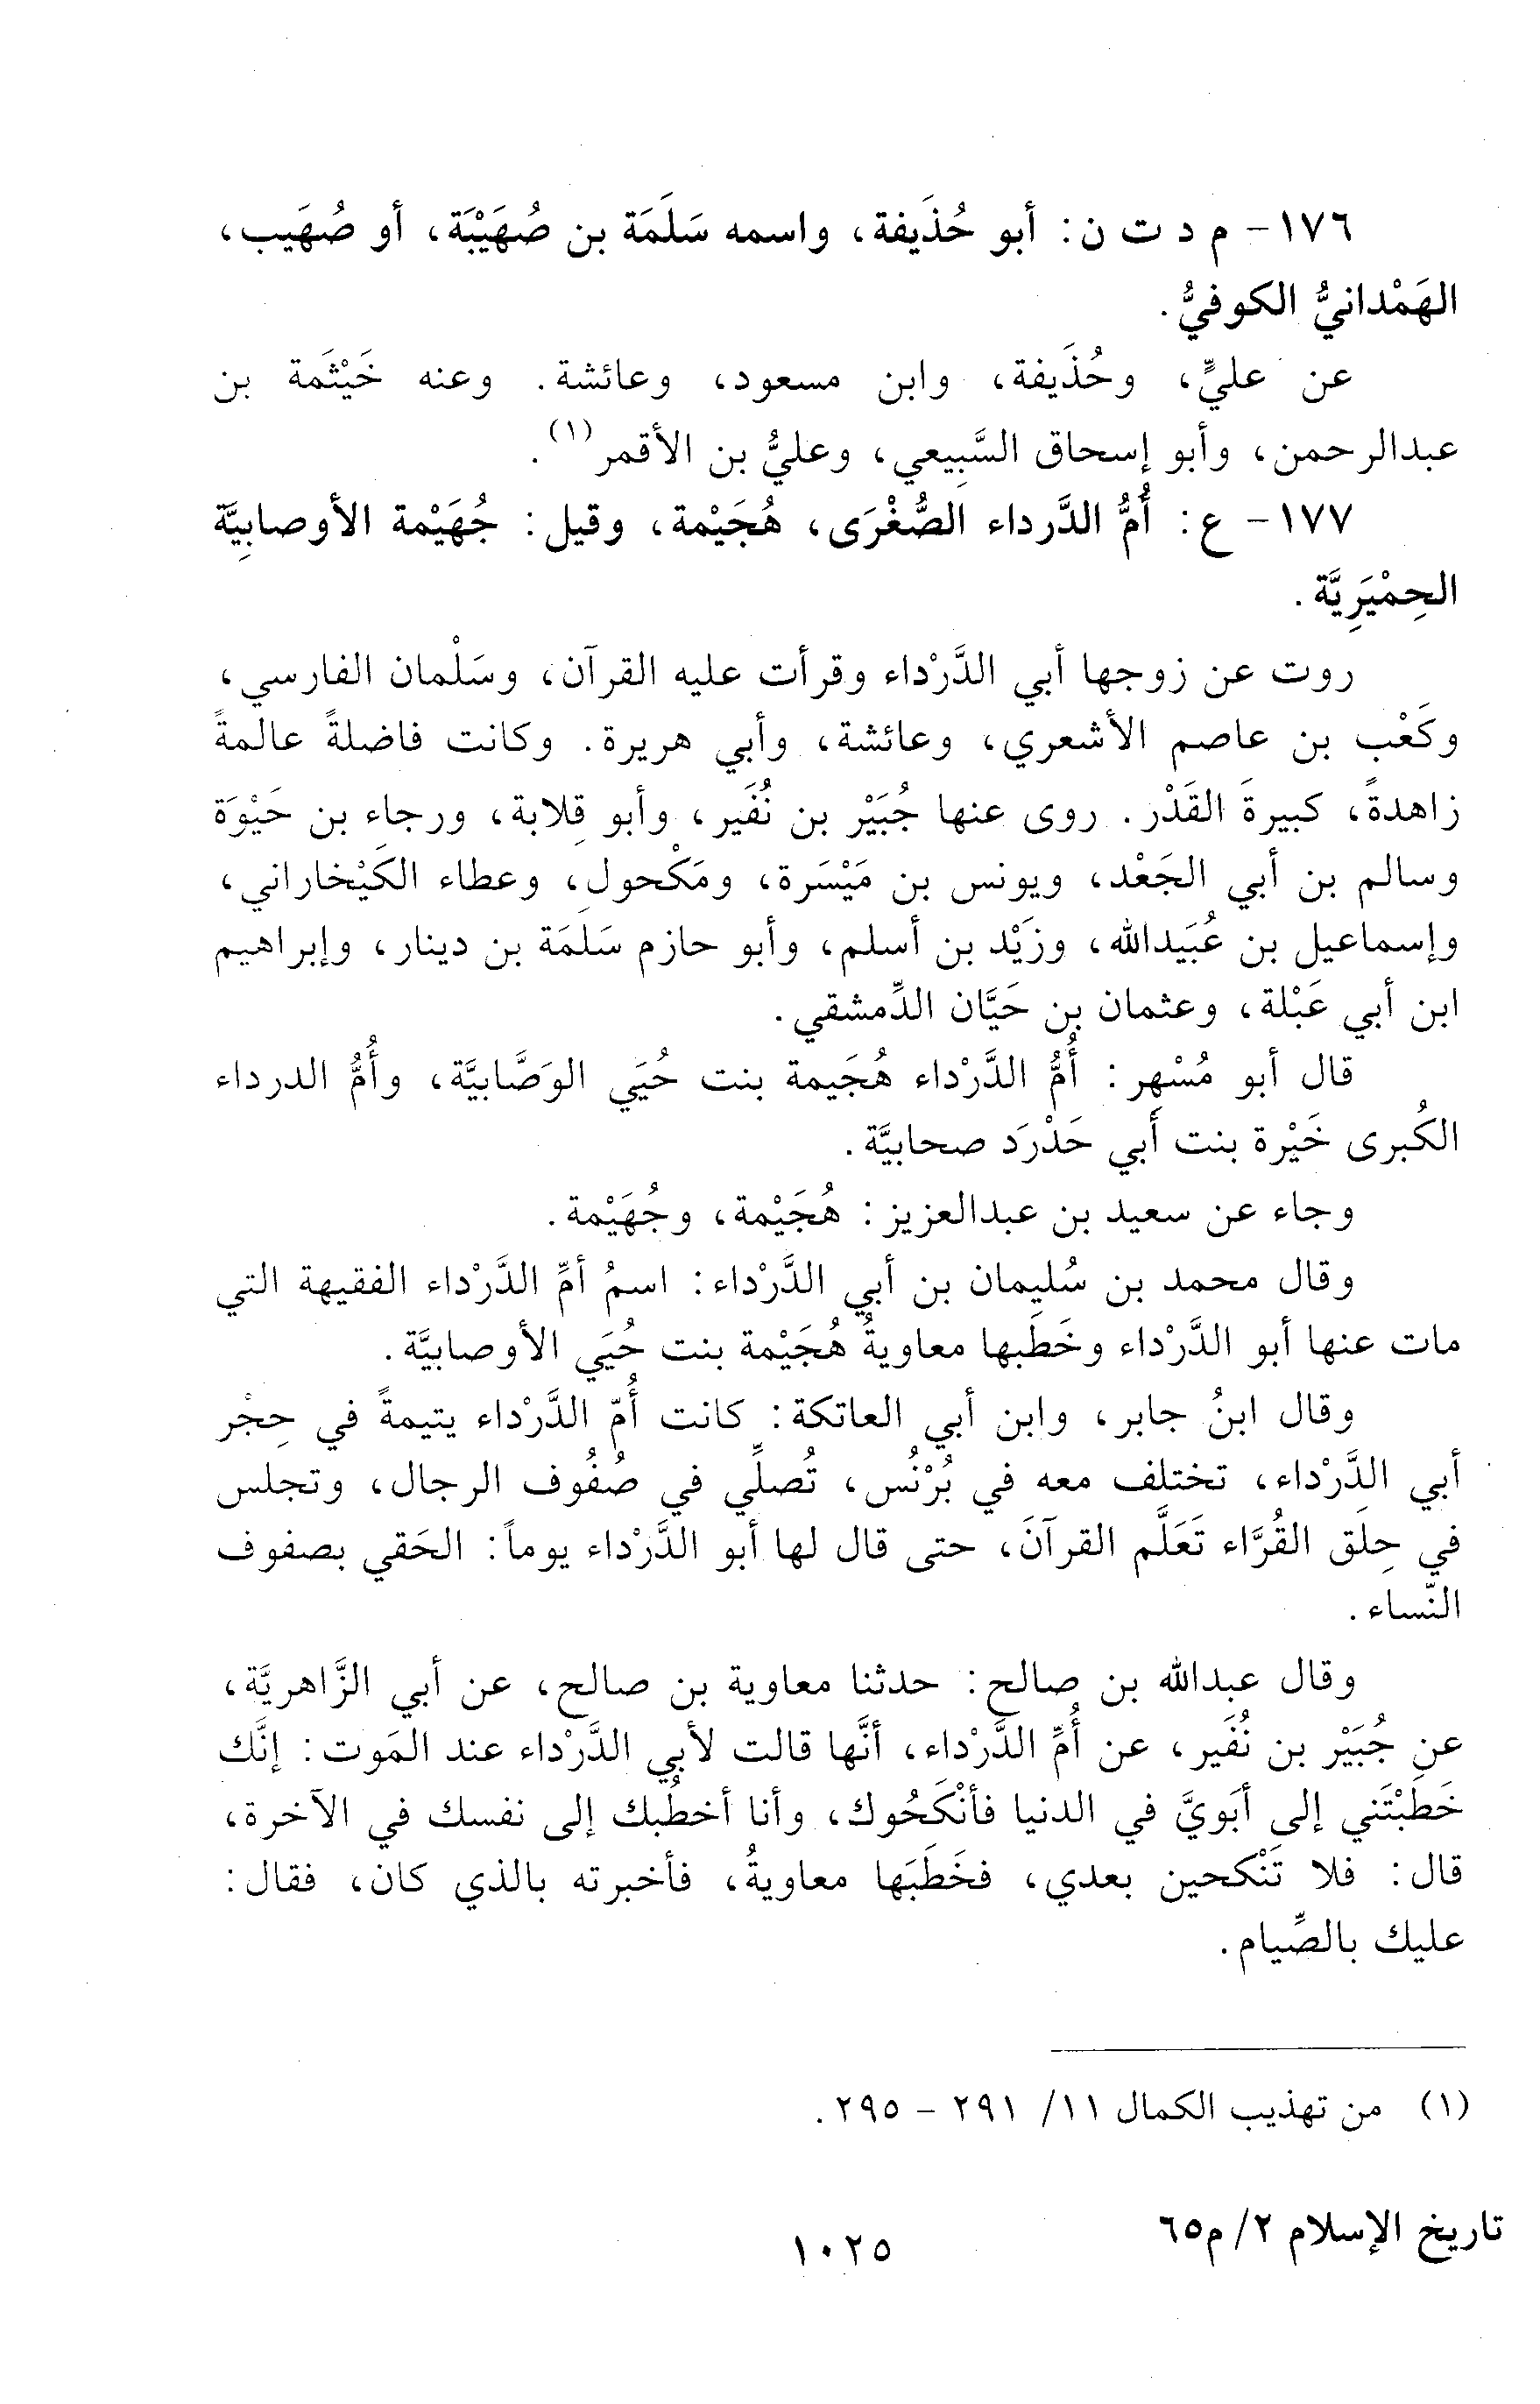 ١٧٦- م د ت ن: أبو حُذَيفة، واسمه سَلَمَة بن صُهَيْبَة، أو صُهَيب،
الهَمْدانيُّ الكوفيُّ.
عن عليٍّ، وحُذَيفة، وابن مسعود، وعائشة. وعنه خَيْثَمة بن
عبدالرحمن، وأبو إسحاق السَّبِيعي، وعليُّ بن الأقمر(١).
١٧٧- ع: أُمُّ الدَّرداء الصُّغْرَى، هُجَيْمة، وقيل: جُهَيْمة الأوصابِيَّة
الحِمْيَرِيَّة.
روت عن زوجها أبي الدَّرْداء وقرأت عليه القرآن، وسَلْمان الفارسي،
وكَعْب بن عاصم الأشعري، وعائشة، وأبي هريرة. وكانت فاضلةً عالمةً
زاهدةً، كبيرةَ القَدْر. روى عنها جُبَيْر بن نُفَير، وأبو قِلابة، ورجاء بن حَيْوَة
وسالم بن أبي الجَعْد، ويونس بن مَيْسَرة، ومَكْحول، وعطاء الكَيْخاراني،
وإسماعيل بن عُبَيدالله، وزَيْد بن أسلم، وأبو حازم سَلَمَة بن دينار، وإبراهيم
ابن أبي عَبْلة، وعثمان بن حَيَّان الدِّمشقي.
قال أبو مُسْهِر: أُمُّ الدَّرْداء هُجَيمة بنت حُيَي الوَصَّابيَّة، وأُمُّ الدرداء
الكُبرى خَيْرة بنت أبي حَدْرَد صحابيَّة.
وجاء عن سعيد بن عبدالعزيز: هُجَيْمة، وجُهَيْمة.
وقال محمد بن سُليمان بن أبي الدَّرْداء: اسمُ أمِّ الدَّرْداء الفقيهة التي
مات عنها أبو الدَّرْداء وخَطَبها معاويةُ هُجَيْمة بنت حُيَي الأوصابيَّة.
وقال ابنُ جابر، وابن أبي العاتكة: كانت أُمّ الدَّرْداء يتيمةً في حِجْر
أبي الدَّرْداء، تختلف معه في بُرْنُس، تُصلِّي في صُفُوف الرجال، وتجلس
في حِلَق القُرَّاء تَعَلَّم القرآنَ، حتى قال لها أبو الدَّرْداء يوماً: الحَقي بصفوف
النّساء.
وقال عبدالله بن صالح: حدثنا معاوية بن صالح، عن أبي الزَّاهريَّة،
عن جُبَيْر بن نُفَير، عن أُمِّ الدَّرْداء، أنَّها قالت لأبي الدَّرْداء عند المَوت: إنَّك
خَطَبْتَني إلى أبَويَّ في الدنيا فأنْكَحُوك، وأنا أخطُبك إلى نفسك في الآخرة،
قال: فلا تَنْكحين بعدي، فخَطَبَها معاويةُ، فأخبرته بالذي كان، فقال:
عليك بالصِّيام.
(١) من تهذيب الكمال ١١/ ٢٩١ - ٢٩٥.
تاريخ الإسلام ٢/ م٦٥
١٠٢٥